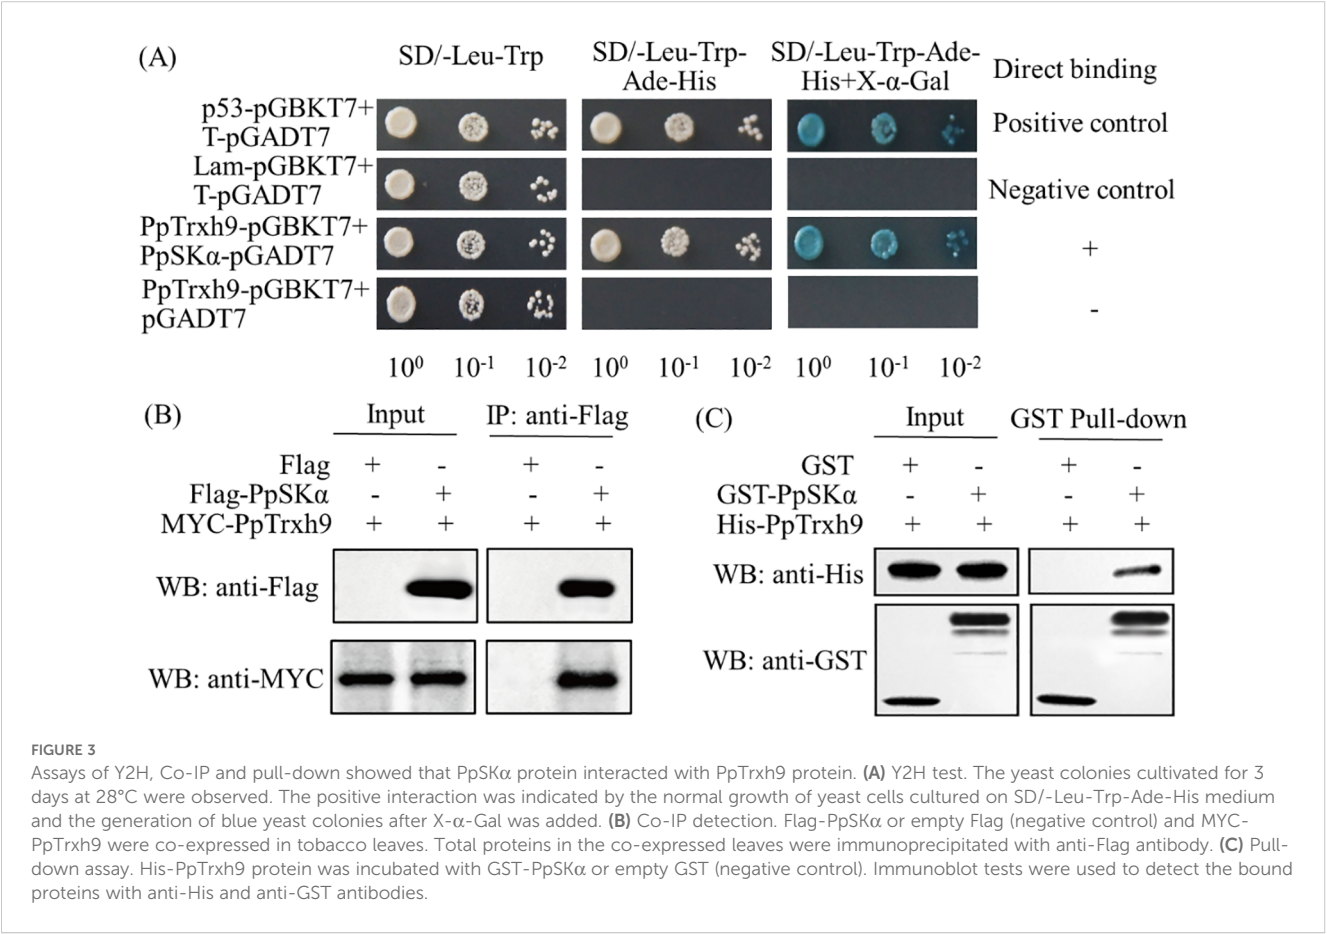 (A)
SD/-Leu-Trp
SD/-Leu-Trp-
Ade-His
SD/-Leu-Trp-Ade-
His+X-α-Gal
Direct binding
p53-pGBKT7+
T-pGADT7
Positive control
Lam-pGBKT7+
T-pGADT7
Negative control
PpTrxh9-pGBKT7+
PpSKα-pGADT7
+
PpTrxh9-pGBKT7+
pGADT7
-
10⁰ 10⁻¹ 10⁻² 10⁰ 10⁻¹ 10⁻² 10⁰ 10⁻¹ 10⁻²
(B)
Input IP: anti-Flag
Flag + - + -
Flag-PpSKα - + - +
MYC-PpTrxh9 + + + +
WB: anti-Flag
WB: anti-MYC
(C)
Input GST Pull-down
GST + - + -
GST-PpSKα - + - +
His-PpTrxh9 + + + +
WB: anti-His
WB: anti-GST
FIGURE 3
Assays of Y2H, Co-IP and pull-down showed that PpSKα protein interacted with PpTrxh9 protein. (A) Y2H test. The yeast colonies cultivated for 3
days at 28°C were observed. The positive interaction was indicated by the normal growth of yeast cells cultured on SD/-Leu-Trp-Ade-His medium
and the generation of blue yeast colonies after X-α-Gal was added. (B) Co-IP detection. Flag-PpSKα or empty Flag (negative control) and MYC-
PpTrxh9 were co-expressed in tobacco leaves. Total proteins in the co-expressed leaves were immunoprecipitated with anti-Flag antibody. (C) Pull-
down assay. His-PpTrxh9 protein was incubated with GST-PpSKα or empty GST (negative control). Immunoblot tests were used to detect the bound
proteins with anti-His and anti-GST antibodies.